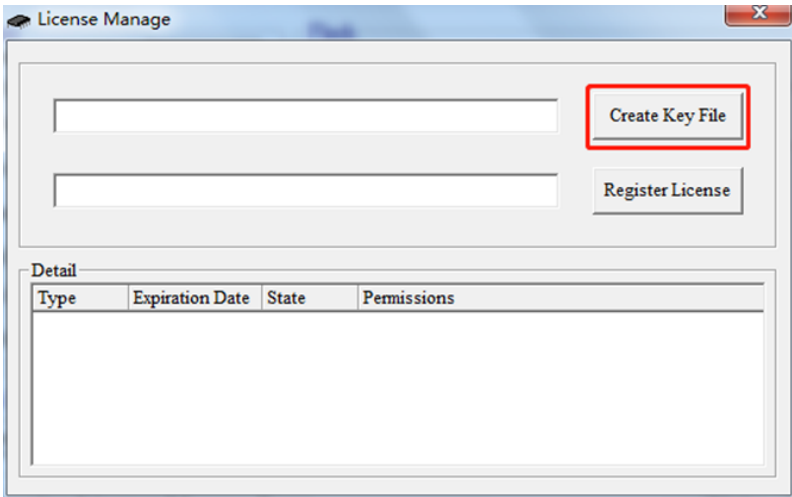 License Manage
Create Key File
Register License
Detail
Type Expiration Date State Permissions